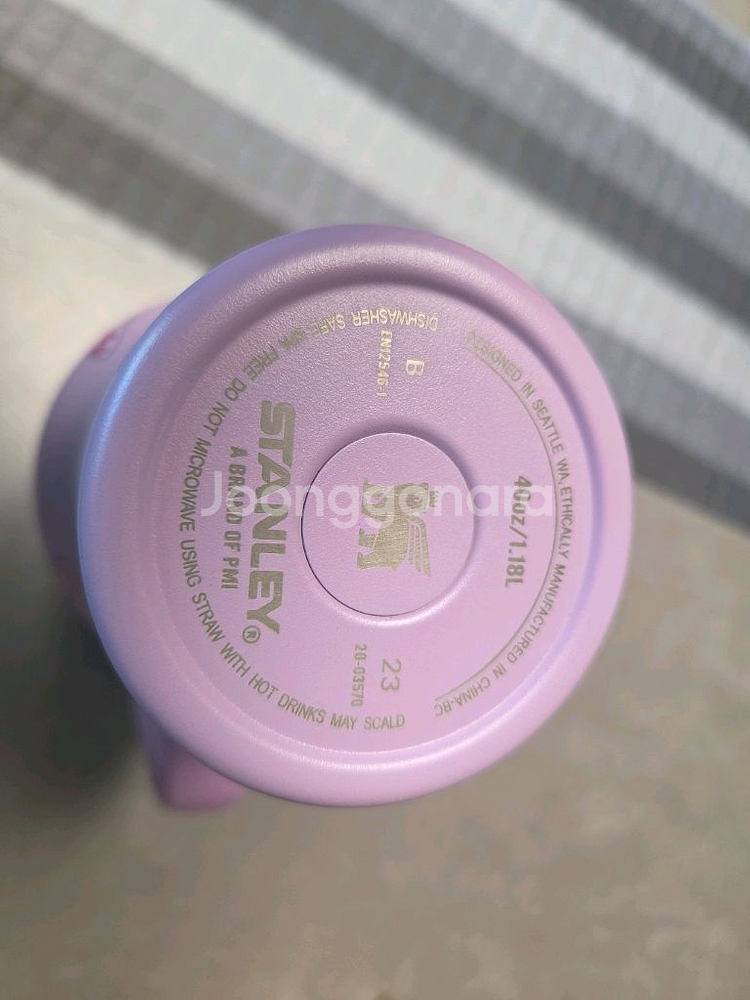 STANLEY®
A BRAND OF PMI
B
EN12546-1
23
20-03570
40oz/1.18L
DISHWASHER SAFE BPA FREE DO NOT MICROWAVE USING STRAW WITH HOT DRINKS MAY SCALD
DESIGNED IN SEATTLE WA, ETHICALLY MANUFACTURED IN CHINA-BC
Joonggonara